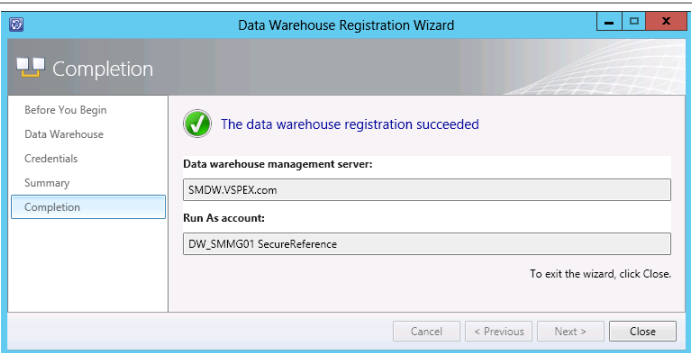 Data Warehouse Registration Wizard
Completion
Before You Begin
Data Warehouse
Credentials
Summary
Completion
The data warehouse registration succeeded
Data warehouse management server:
SMDW.VSPEX.com
Run As account:
DW_SMMG01 SecureReference
To exit the wizard, click Close.
Cancel
< Previous
Next >
Close